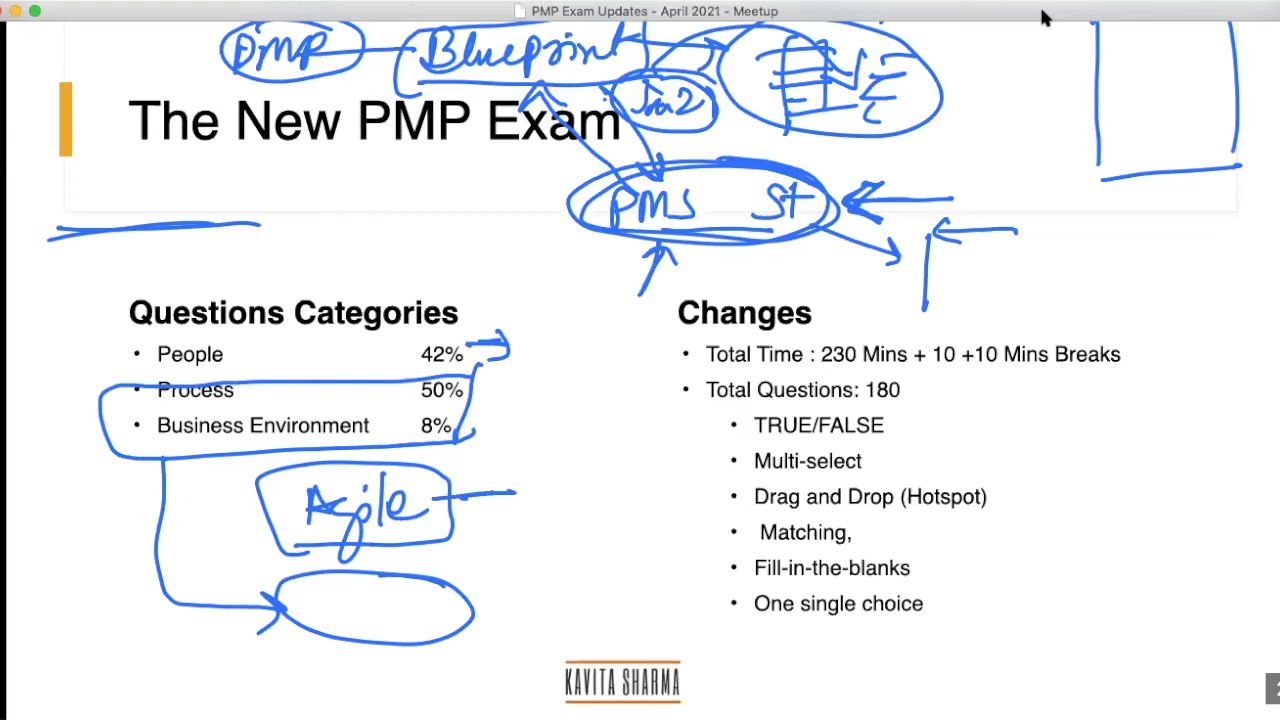 PMP Exam Updates - April 2021 - Meetup
PMP Blueprint
The New PMP Exam
PMS St
Questions Categories
• People 42%
• Process 50%
• Business Environment 8%
Agile
Changes
• Total Time : 230 Mins + 10 +10 Mins Breaks
• Total Questions: 180
• TRUE/FALSE
• Multi-select
• Drag and Drop (Hotspot)
• Matching,
• Fill-in-the-blanks
• One single choice
KAVITA SHARMA